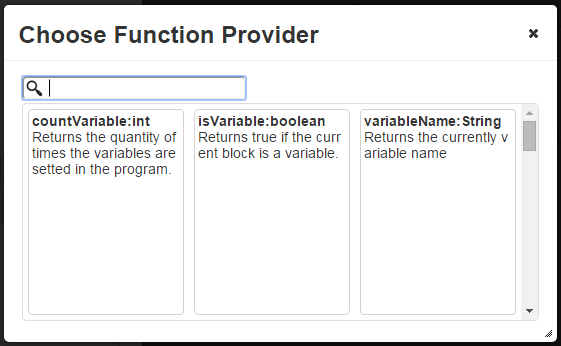 Choose Function Provider
countVariable:int
Returns the quantity of
times the variables are
setted in the program.
isVariable:boolean
Returns true if the curr
ent block is a variable.
variableName:String
Returns the currently v
ariable name